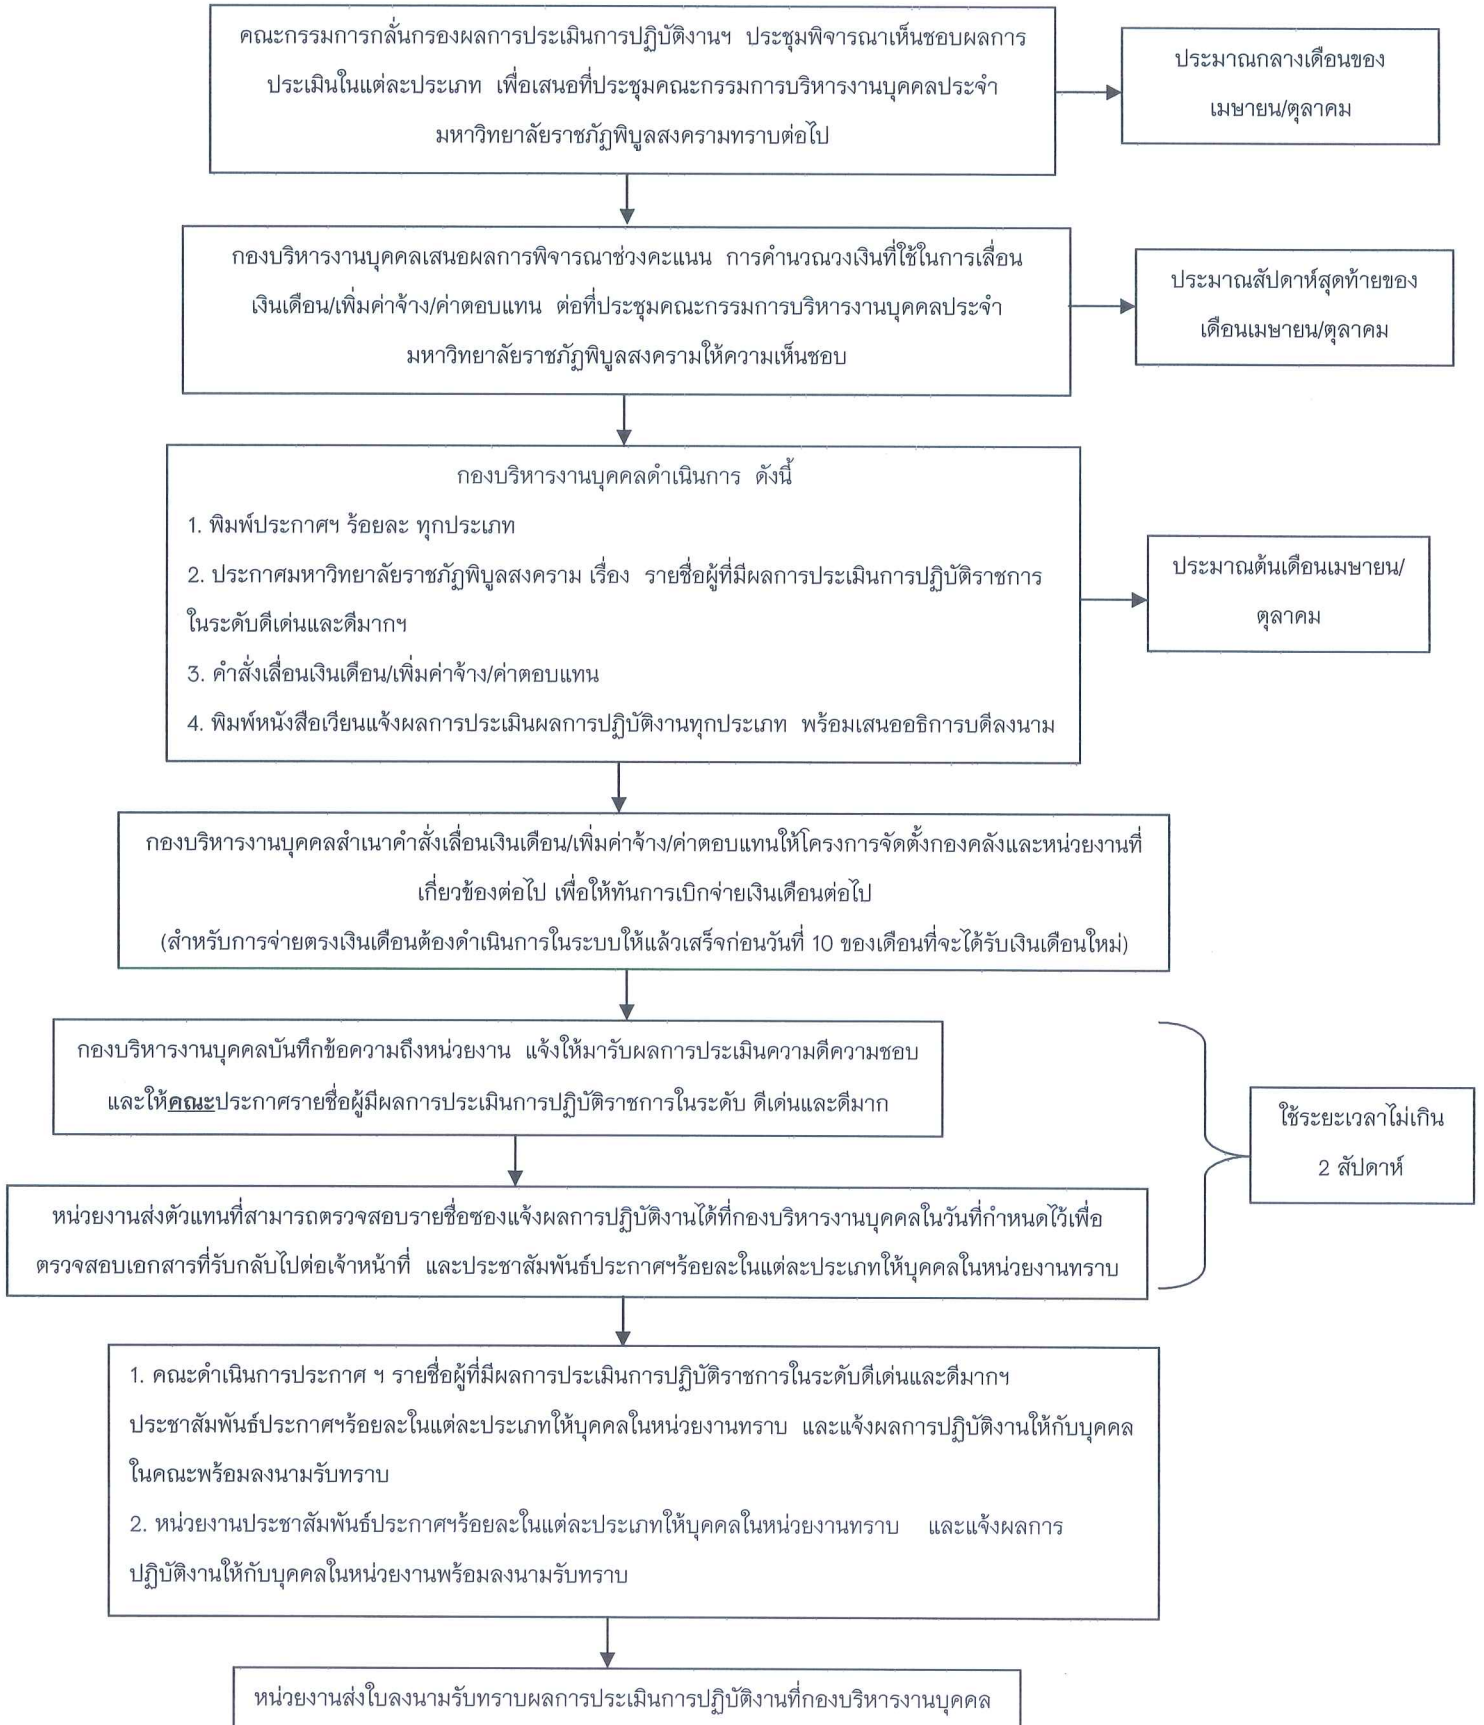 คณะกรรมการกลั่นกรองผลการประเมินการปฏิบัติงานฯ ประชุมพิจารณาเห็นชอบผลการ
ประเมินในแต่ละประเภท เพื่อเสนอที่ประชุมคณะกรรมการบริหารงานบุคคลประจำ
มหาวิทยาลัยราชภัฏพิบูลสงครามทราบต่อไป
ประมาณกลางเดือนของ
เมษายน/ตุลาคม
กองบริหารงานบุคคลเสนอผลการพิจารณาช่วงคะแนน การคำนวณวงเงินที่ใช้ในการเลื่อน
เงินเดือน/เพิ่มค่าจ้าง/ค่าตอบแทน ต่อที่ประชุมคณะกรรมการบริหารงานบุคคลประจำ
มหาวิทยาลัยราชภัฏพิบูลสงครามให้ความเห็นชอบ
ประมาณสัปดาห์สุดท้ายของ
เดือนเมษายน/ตุลาคม
กองบริหารงานบุคคลดำเนินการ ดังนี้
1. พิมพ์ประกาศฯ ร้อยละ ทุกประเภท
2. ประกาศมหาวิทยาลัยราชภัฏพิบูลสงคราม เรื่อง รายชื่อผู้ที่มีผลการประเมินการปฏิบัติราชการ
ในระดับดีเด่นและดีมากฯ
3. คำสั่งเลื่อนเงินเดือน/เพิ่มค่าจ้าง/ค่าตอบแทน
4. พิมพ์หนังสือเวียนแจ้งผลการประเมินผลการปฏิบัติงานทุกประเภท พร้อมเสนออธิการบดีลงนาม
ประมาณต้นเดือนเมษายน/
ตุลาคม
กองบริหารงานบุคคลสำเนาคำสั่งเลื่อนเงินเดือน/เพิ่มค่าจ้าง/ค่าตอบแทนให้โครงการจัดตั้งกองคลังและหน่วยงานที่
เกี่ยวข้องต่อไป เพื่อให้ทันการเบิกจ่ายเงินเดือนต่อไป
(สำหรับการจ่ายตรงเงินเดือนต้องดำเนินการในระบบให้แล้วเสร็จก่อนวันที่ 10 ของเดือนที่จะได้รับเงินเดือนใหม่)
กองบริหารงานบุคคลบันทึกข้อความถึงหน่วยงาน แจ้งให้มารับผลการประเมินความดีความชอบ
และให้คณะประกาศรายชื่อผู้มีผลการประเมินการปฏิบัติราชการในระดับ ดีเด่นและดีมาก
ใช้ระยะเวลาไม่เกิน
2 สัปดาห์
หน่วยงานส่งตัวแทนที่สามารถตรวจสอบรายชื่อซองแจ้งผลการปฏิบัติงานได้ที่กองบริหารงานบุคคลในวันที่กำหนดไว้เพื่อ
ตรวจสอบเอกสารที่รับกลับไปต่อเจ้าหน้าที่ และประชาสัมพันธ์ประกาศฯร้อยละในแต่ละประเภทให้บุคคลในหน่วยงานทราบ
1. คณะดำเนินการประกาศ ฯ รายชื่อผู้ที่มีผลการประเมินการปฏิบัติราชการในระดับดีเด่นและดีมากฯ
ประชาสัมพันธ์ประกาศฯร้อยละในแต่ละประเภทให้บุคคลในหน่วยงานทราบ และแจ้งผลการปฏิบัติงานให้กับบุคคล
ในคณะพร้อมลงนามรับทราบ
2. หน่วยงานประชาสัมพันธ์ประกาศฯร้อยละในแต่ละประเภทให้บุคคลในหน่วยงานทราบ และแจ้งผลการ
ปฏิบัติงานให้กับบุคคลในหน่วยงานพร้อมลงนามรับทราบ
หน่วยงานส่งใบลงนามรับทราบผลการประเมินการปฏิบัติงานที่กองบริหารงานบุคคล